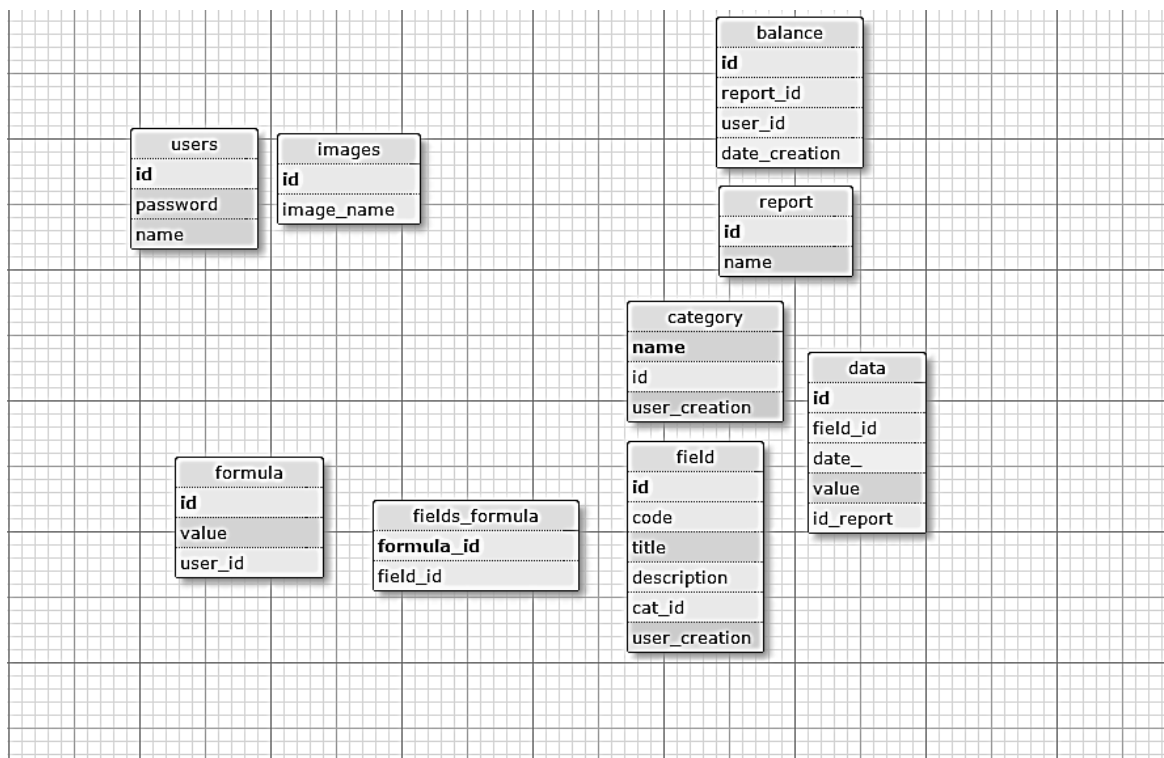 balance
id
report_id
user_id
date_creation
users
id
password
name
images
id
image_name
report
id
name
category
name
id
user_creation
data
id
field_id
date_
value
id_report
field
id
code
title
description
cat_id
user_creation
formula
id
value
user_id
fields_formula
formula_id
field_id